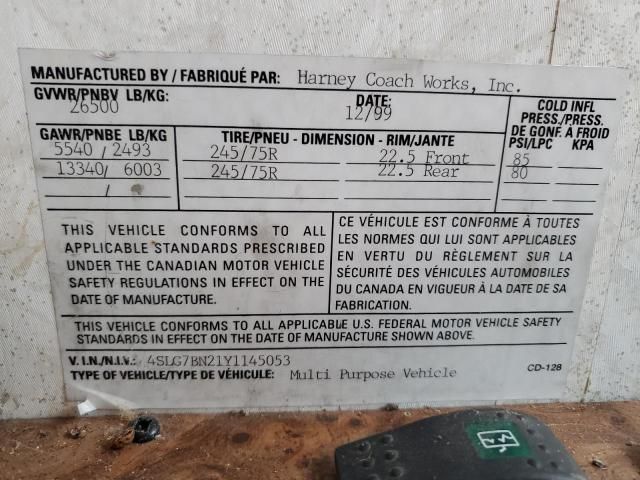 MANUFACTURED BY / FABRIQUÉ PAR: Harney Coach Works, Inc.
GVWR/PNBV LB/KG: 26500 DATE: 12/99
COLD INFL PRESS./PRESS. DE GONF. À FROID PSI/LPC KPA
GAWR/PNBE LB/KG TIRE/PNEU - DIMENSION - RIM/JANTE
5540 / 2493 245/75R 22.5 Front 85
13340/ 6003 245/75R 22.5 Rear 80
/
THIS VEHICLE CONFORMS TO ALL
APPLICABLE STANDARDS PRESCRIBED
UNDER THE CANADIAN MOTOR VEHICLE
SAFETY REGULATIONS IN EFFECT ON THE
DATE OF MANUFACTURE.
CE VÉHICULE EST CONFORME À TOUTES
LES NORMES QUI LUI SONT APPLICABLES
EN VERTU DU RÈGLEMENT SUR LA
SÉCURITÉ DES VÉHICULES AUTOMOBILES
DU CANADA EN VIGUEUR À LA DATE DE SA
FABRICATION.
THIS VEHICLE CONFORMS TO ALL APPLICABLE U.S. FEDERAL MOTOR VEHICLE SAFETY
STANDARDS IN EFFECT ON THE DATE OF MANUFACTURE SHOWN ABOVE.
V.I.N./N.I.V.: 4SLG7BN21Y1145053
TYPE OF VEHICLE/TYPE DE VÉHICULE: Multi Purpose Vehicle
CD-128